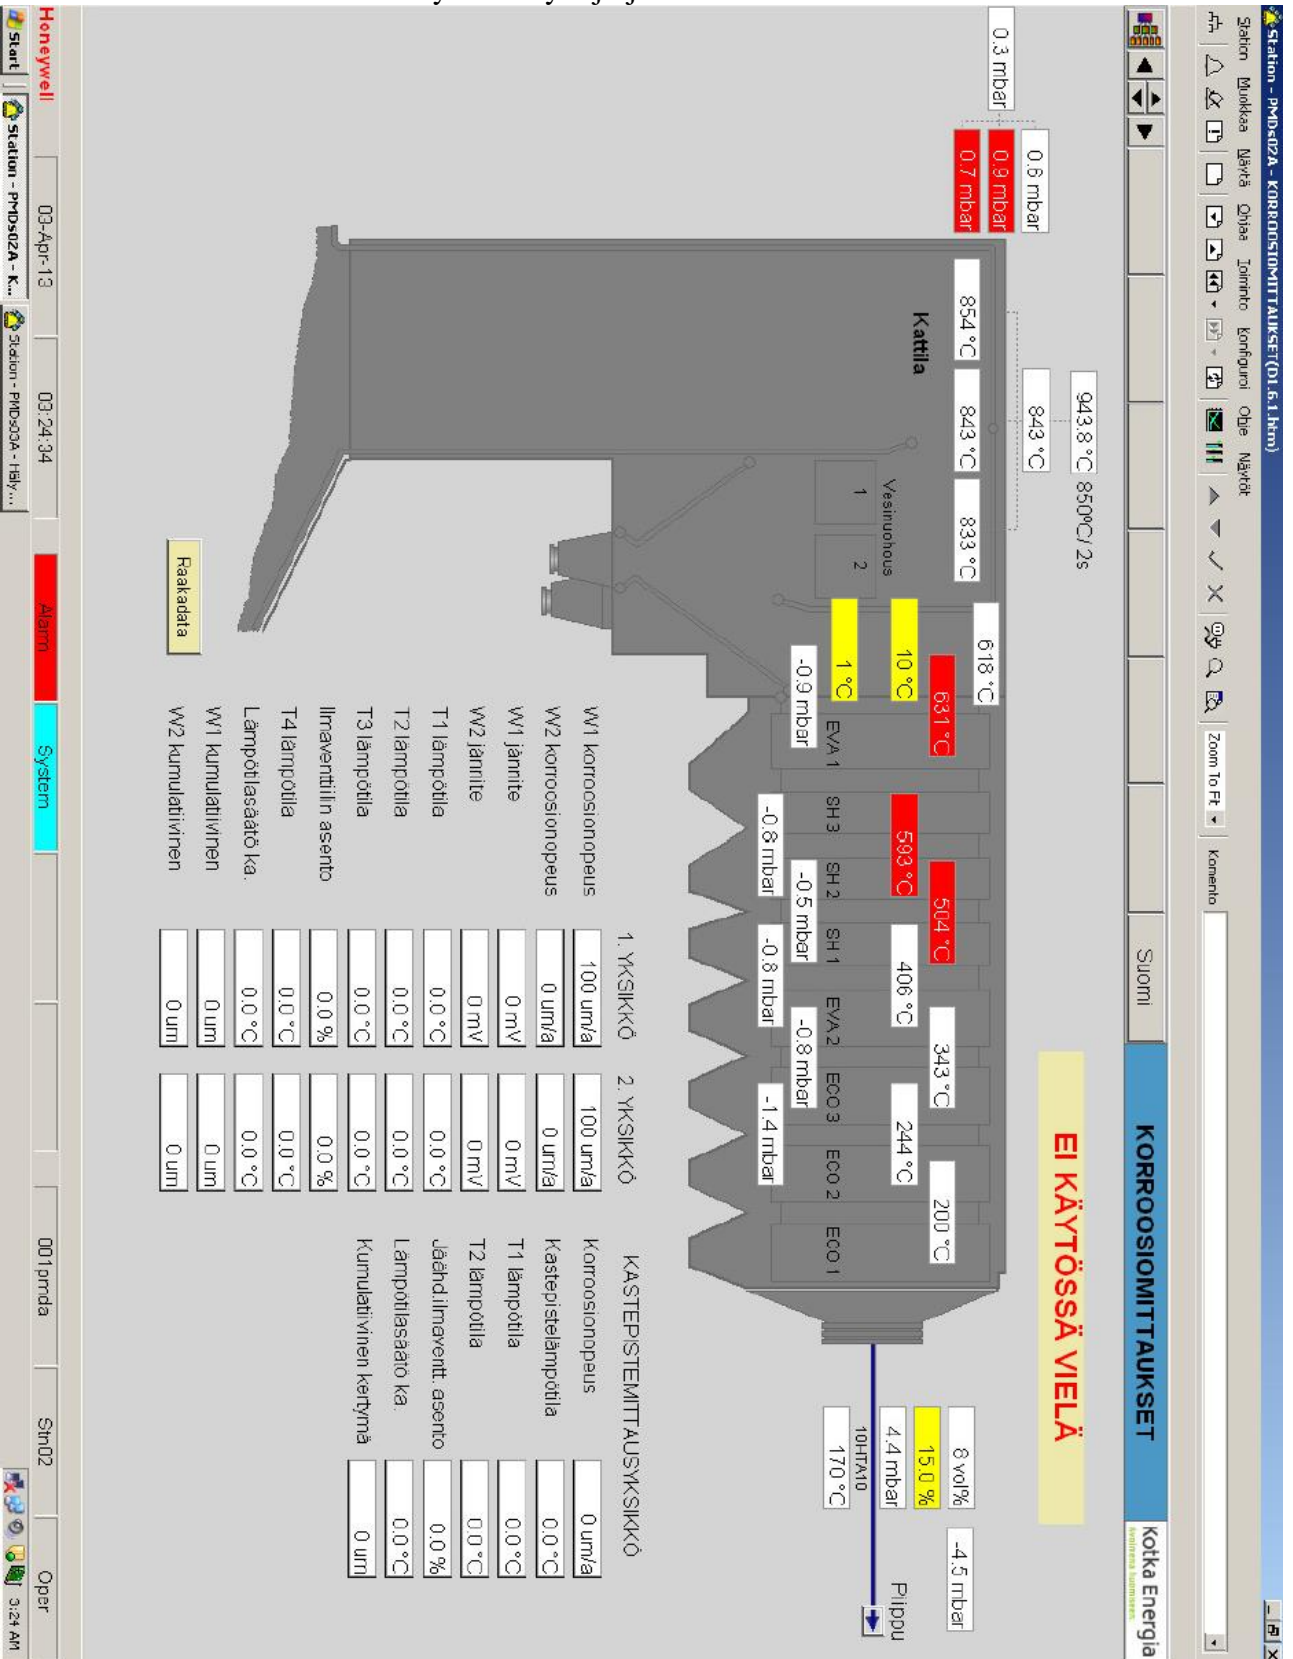 Station - PMDs02A - KORROOSIOMITTAUKSET(D1.6.1.htm)
Station Muokkaa Näytä Ohjaa Toiminto Konfiguroi Ohje Näytöt
Zoom To Fit Komento
Suomi KORROOSIOMITTAUKSET Kotka Energia
EI KÄYTÖSSÄ VIELÄ
943.8 °C 850ºC/ 2s
843 °C
0.3 mbar
0.6 mbar
0.9 mbar
0.7 mbar
854 °C 843 °C 833 °C
618 °C
Kattila
Vesinuohous
1 2
631 °C 504 °C 343 °C 200 °C
10 °C 593 °C 406 °C 244 °C
1 °C
EVA 1 SH 3 SH 2 SH 1 EVA 2 ECO 3 ECO 2 ECO 1
-0.9 mbar -0.5 mbar -0.8 mbar
-0.8 mbar -0.8 mbar -1.4 mbar
8 vol% -4.5 mbar
15.0 %
4.4 mbar Piippu
10HTA10
170 °C
1. YKSIKKÖ 2. YKSIKKÖ KASTEPISTEMITTAUSYKSIKKÖ
W1 korroosionopeus 100 um/a 100 um/a Korroosionopeus 0 um/a
W2 korroosionopeus 0 um/a 0 um/a Kastepistelämpötila 0.0 °C
W1 jännite 0 mV 0 mV T1 lämpötila 0.0 °C
W2 jännite 0 mV 0 mV T2 lämpötila 0.0 °C
T1 lämpötila 0.0 °C 0.0 °C Jäähd.ilmaventt. asento 0.0 %
T2 lämpötila 0.0 °C 0.0 °C Lämpötilasäätö ka. 0.0 °C
T3 lämpötila 0.0 °C 0.0 °C Kumulatiivinen kertymä 0 um
Ilmaventtiilin asento 0.0 % 0.0 %
T4 lämpötila 0.0 °C 0.0 °C
Lämpötilasäätö ka. 0.0 °C 0.0 °C
W1 kumulatiivinen 0 um 0 um
W2 kumulatiivinen 0 um 0 um
Raakadata
Honeywell 03-Apr-13 03:24:34 Alarm System 001pmda Stn02 Oper
Start Station - PMDs02A - K... Station - PMDs03A - Häly... 3:24 AM